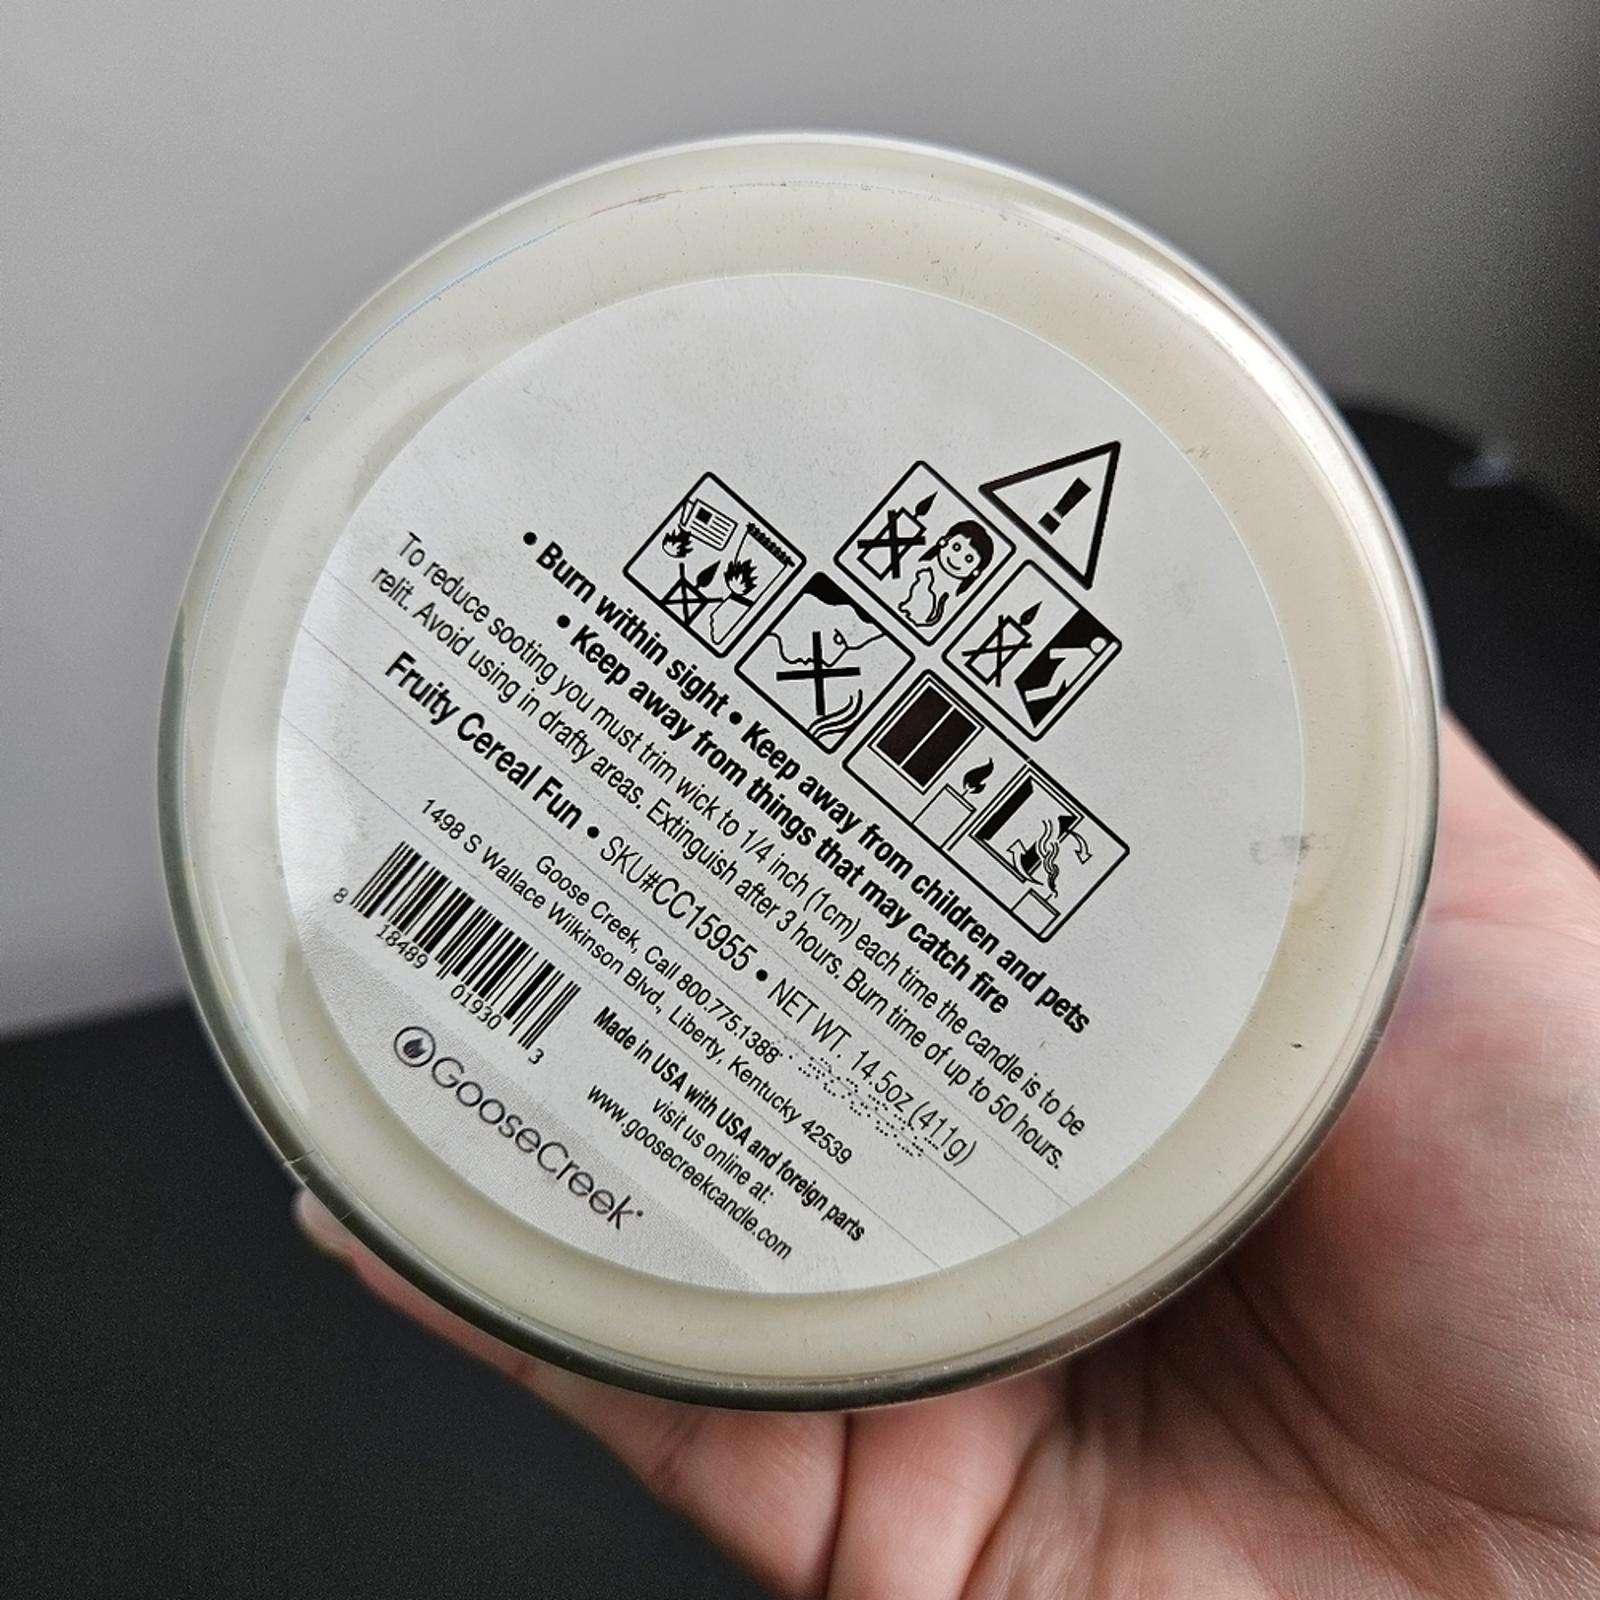 • Burn within sight • Keep away from children and pets
• Keep away from things that may catch fire
To reduce sooting you must trim wick to 1/4 inch (1cm) each time the candle is to be
relit. Avoid using in drafty areas. Extinguish after 3 hours. Burn time of up to 50 hours.
Fruity Cereal Fun • SKU#CC15955 • NET WT. 14.5oz (411g)
Goose Creek, Call 800.775.1388
1498 S Wallace Wilkinson Blvd, Liberty, Kentucky 42539
8 18489 01930 3
Made in USA with USA and foreign parts
visit us online at:
www.goosecreekcandle.com
GOOSECREEK